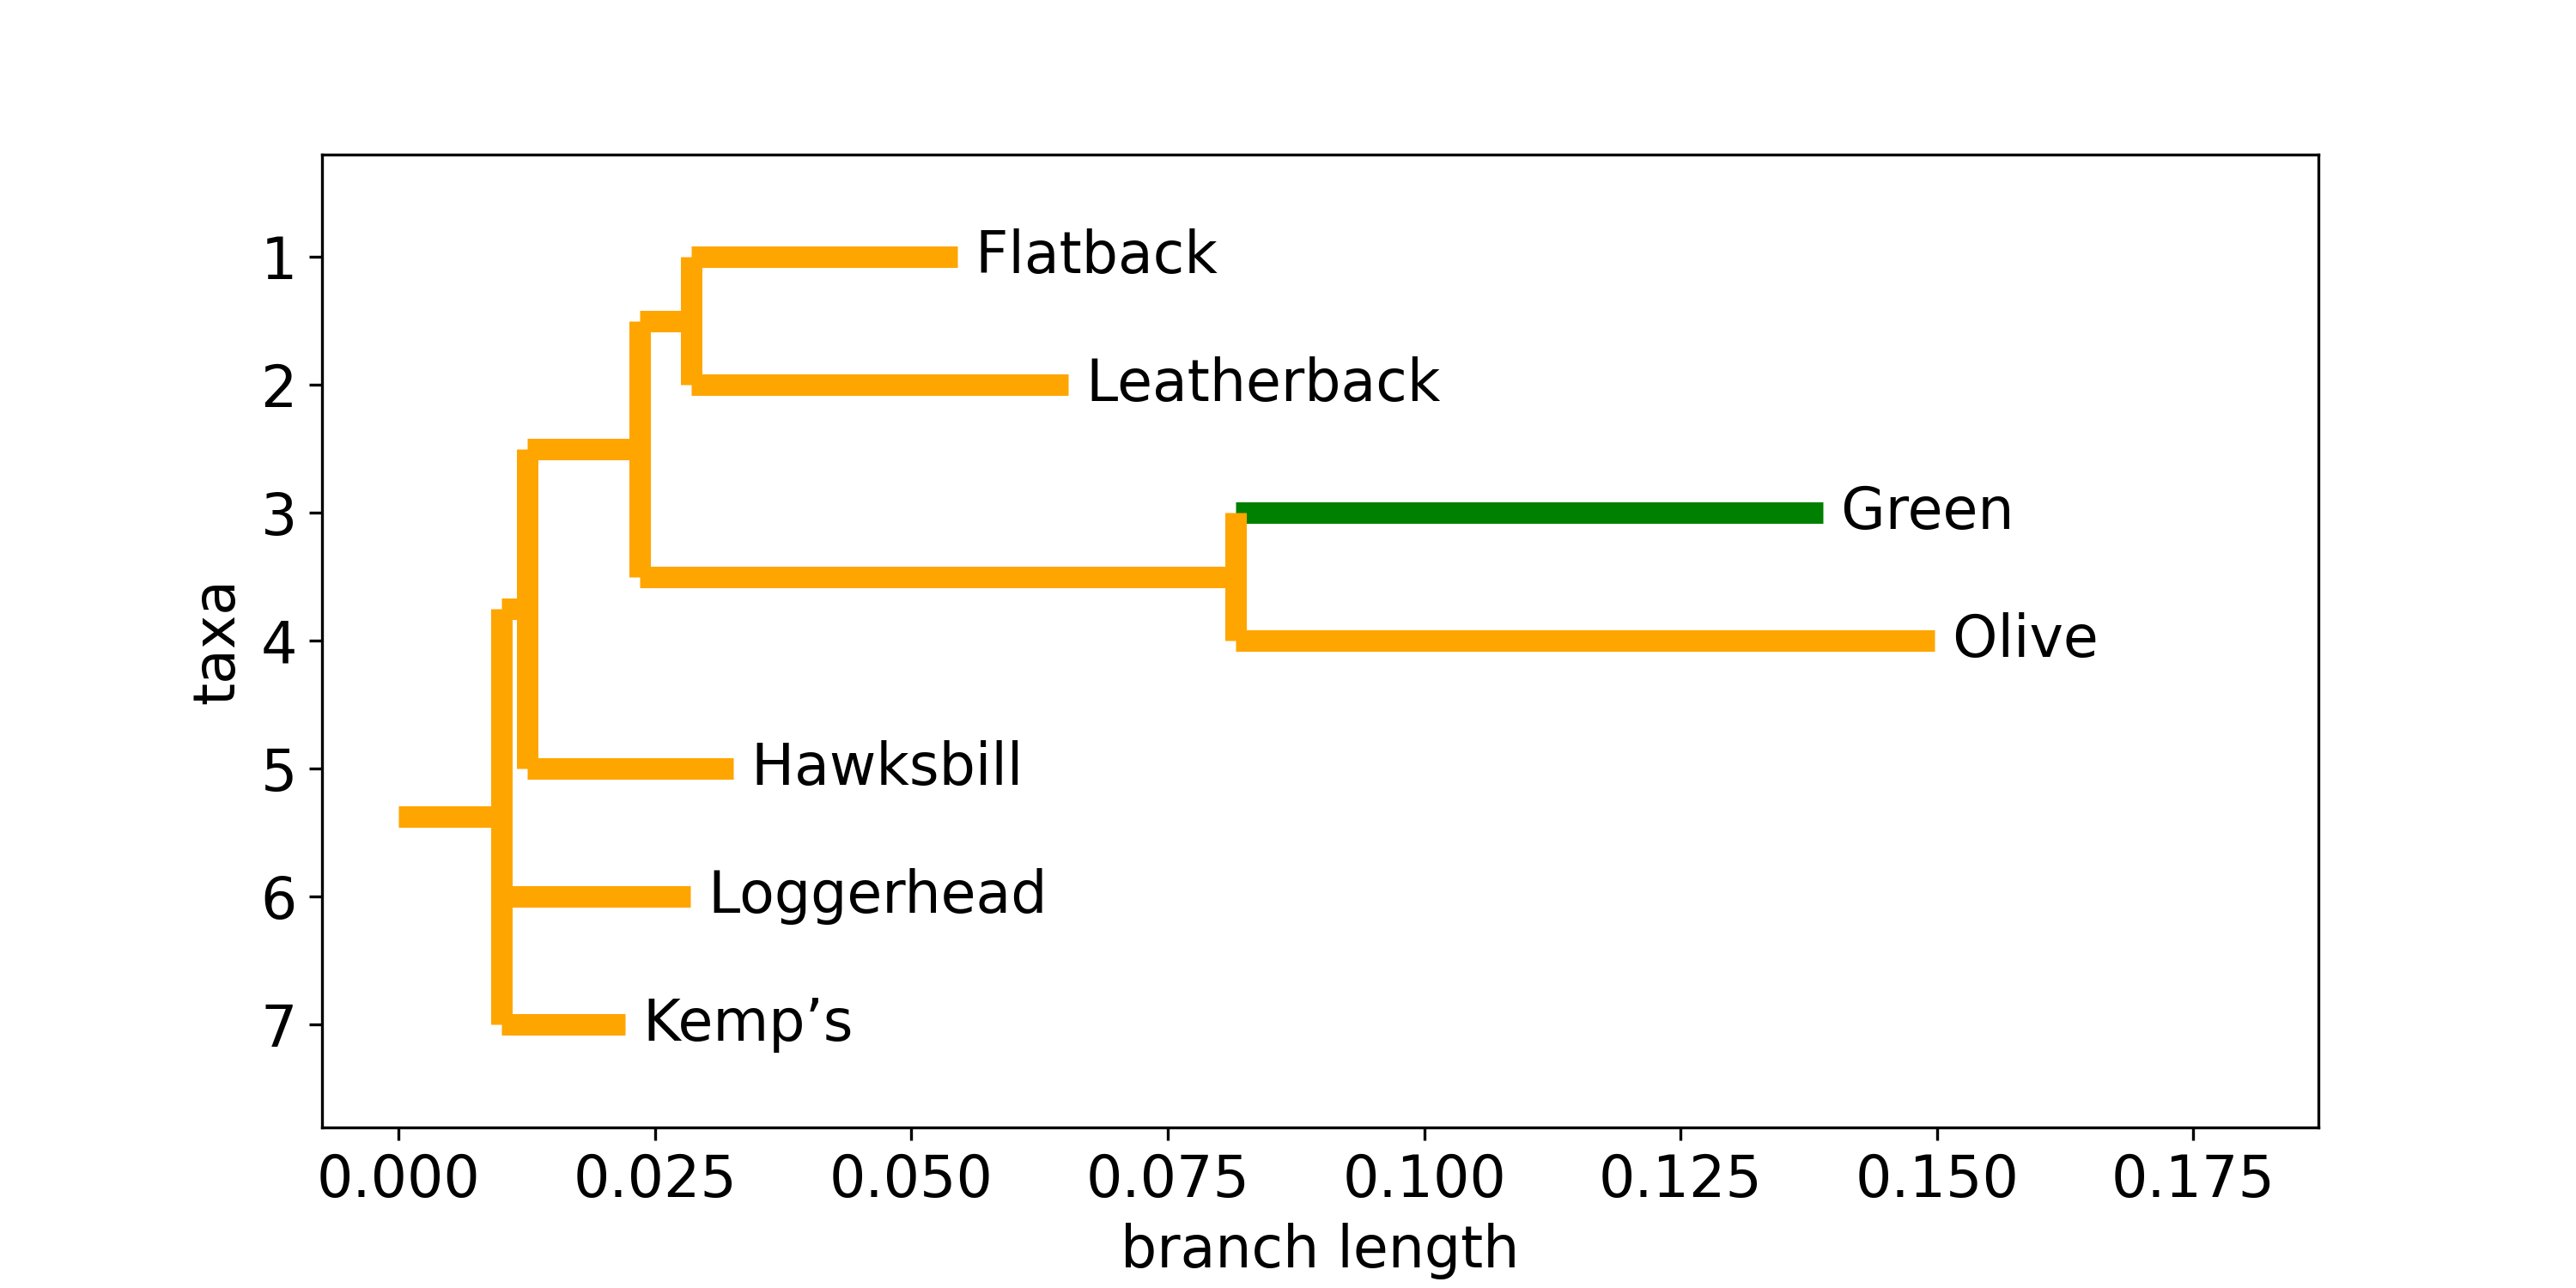 1
Flatback
2
Leatherback
3
Green
4
Olive
taxa
5
Hawksbill
6
Loggerhead
7
Kemp’s
0.000 0.025 0.050 0.075 0.100 0.125 0.150 0.175
branch length